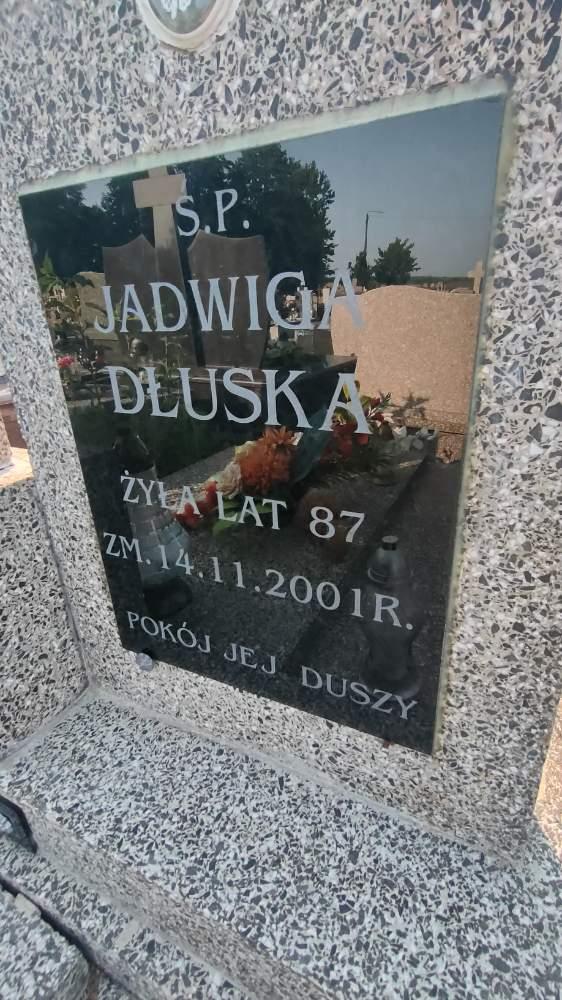 Ś.P.
JADWIGA
DŁUSKA
ŻYŁA LAT 87
ZM. 14.11.2001R.
POKÓJ JEJ DUSZY